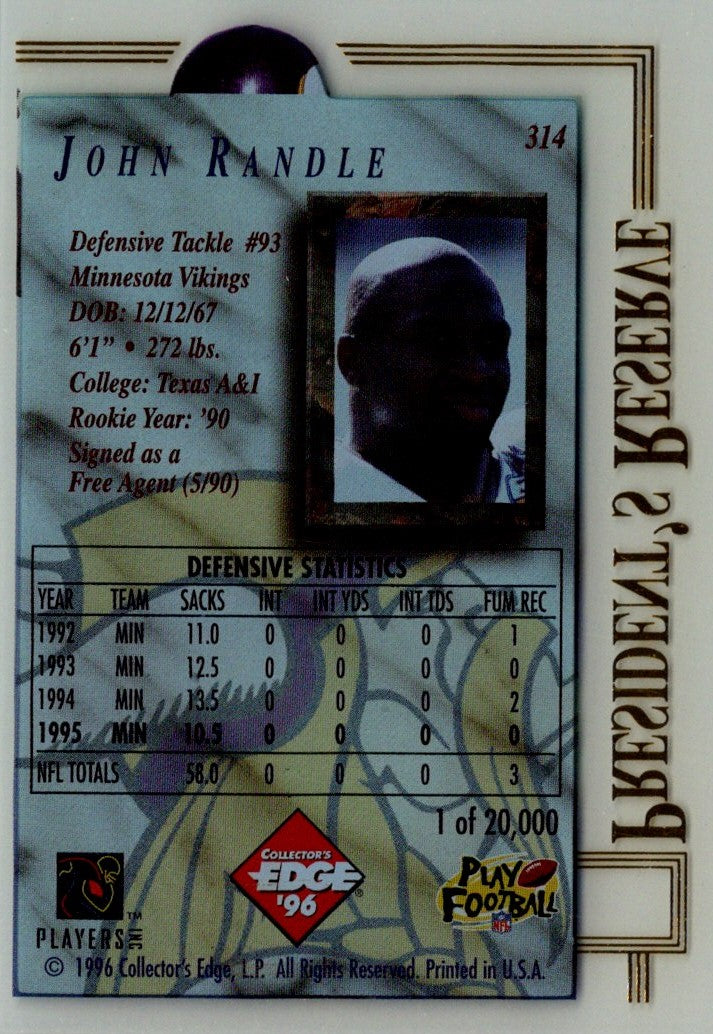 JOHN RANDLE
314
Defensive Tackle #93
Minnesota Vikings
DOB: 12/12/67
6'1" • 272 lbs.
College: Texas A&I
Rookie Year: '90
Signed as a
Free Agent (5/90)
DEFENSIVE STATISTICS
YEAR TEAM SACKS INT INT YDS INT TDS FUM REC
1992 MIN 11.0 0 0 0 1
1993 MIN 12.5 0 0 0 0
1994 MIN 13.5 0 0 0 2
1995 MIN 10.5 0 0 0 0
NFL TOTALS 58.0 0 0 0 3
1 of 20,000
COLLECTOR'S
EDGE®
'96
PLAY
FOOTBALL
NFL
PLAYERS INC™
© 1996 Collector's Edge, L.P. All Rights Reserved. Printed in U.S.A.
PRESIDENT'S RESERVE